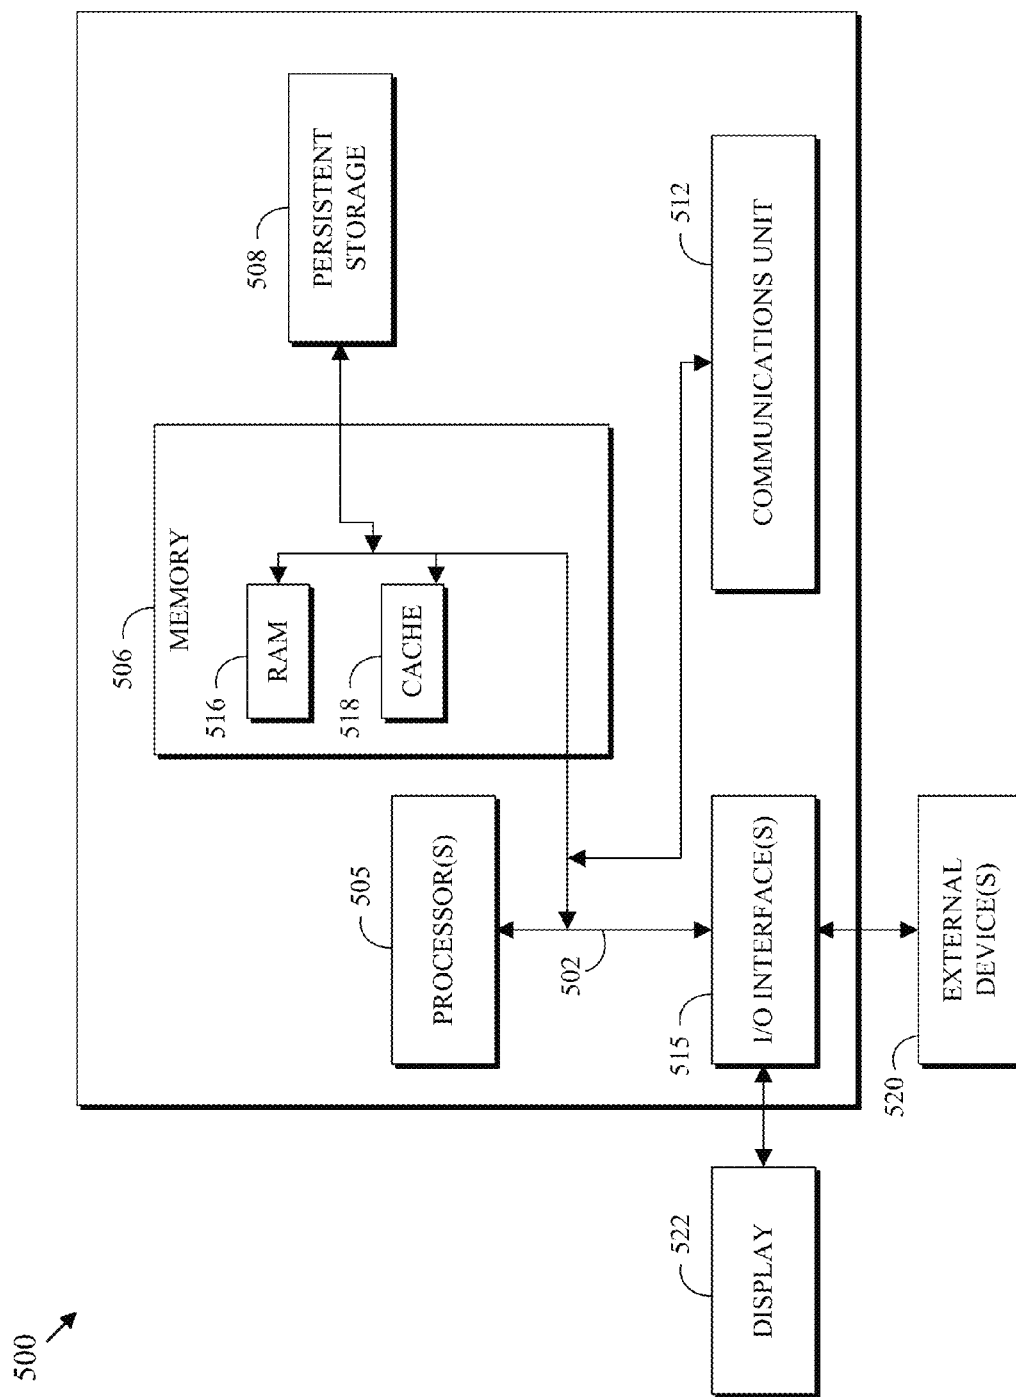 500
506
MEMORY
516
RAM
518
CACHE
508
PERSISTENT
STORAGE
505
PROCESSOR(S)
502
515
I/O INTERFACE(S)
512
COMMUNICATIONS UNIT
522
DISPLAY
520
EXTERNAL
DEVICE(S)